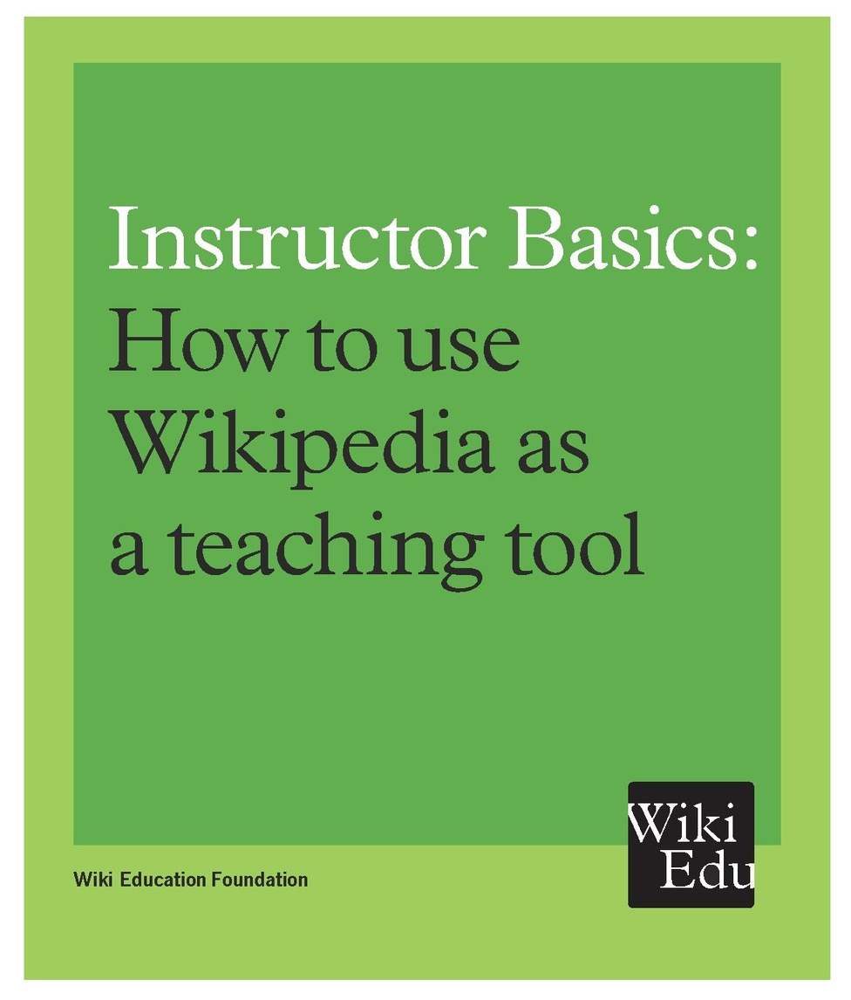 Instructor Basics:
How to use
Wikipedia as
a teaching tool
Wiki Education Foundation
Wiki
Edu